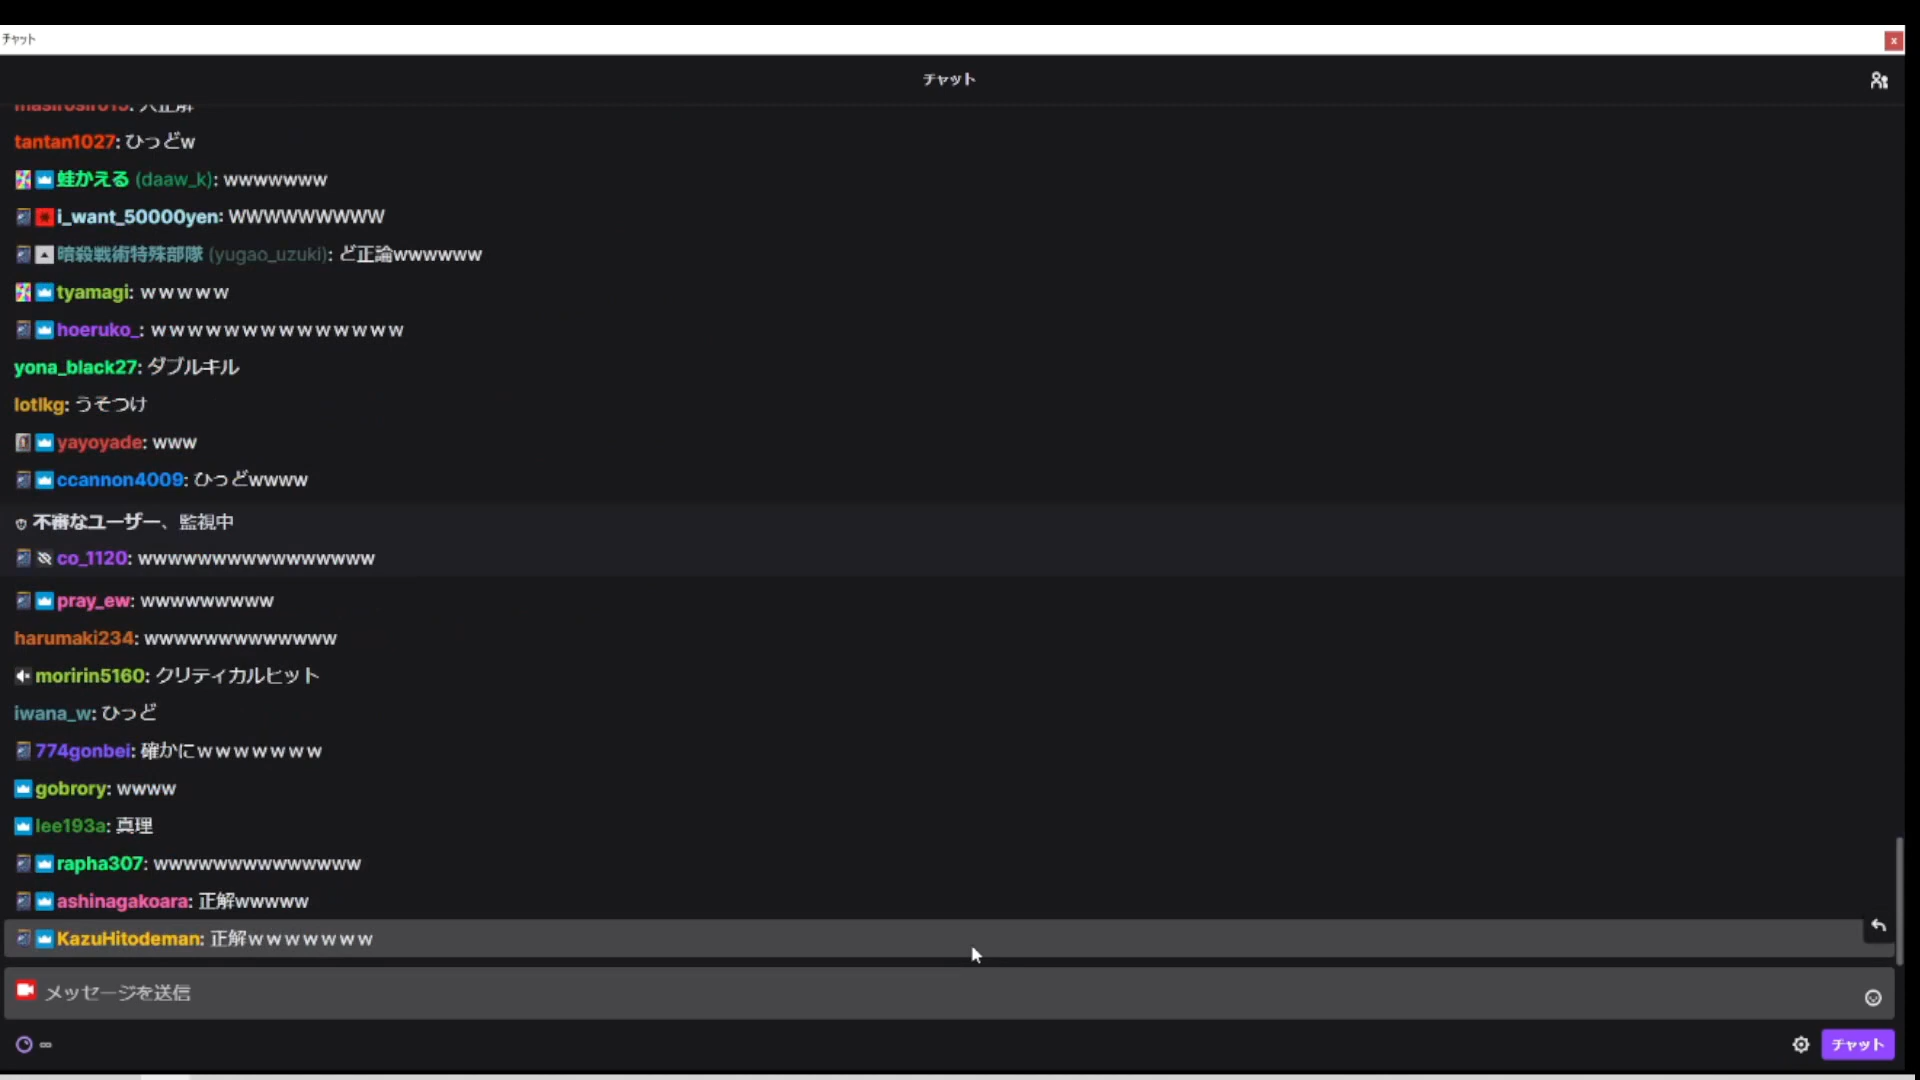 チャット
x
チャット
masirosiro15: 大正解
tantan1027: ひっどw
蛙かえる (daaw_k): wwwwwww
i_want_50000yen: WWWWWWWWW
暗殺戦術特殊部隊 (yugao_uzuki): ど正論wwwwww
tyamagi: ｗｗｗｗｗ
hoeruko_: ｗｗｗｗｗｗｗｗｗｗｗｗｗｗ
yona_black27: ダブルキル
lotlkg: うそつけ
yayoyade: www
ccannon4009: ひっどwwww
不審なユーザー、監視中
co_1120: wwwwwwwwwwwwwwww
pray_ew: wwwwwwwww
harumaki234: wwwwwwwwwwwww
moririn5160: クリティカルヒット
iwana_w: ひっど
774gonbei: 確かにｗｗｗｗｗｗｗ
gobrory: wwww
lee193a: 真理
rapha307: wwwwwwwwwwwwww
ashinagakoara: 正解wwwww
KazuHitodeman: 正解ｗｗｗｗｗｗｗ
メッセージを送信
∞
チャット